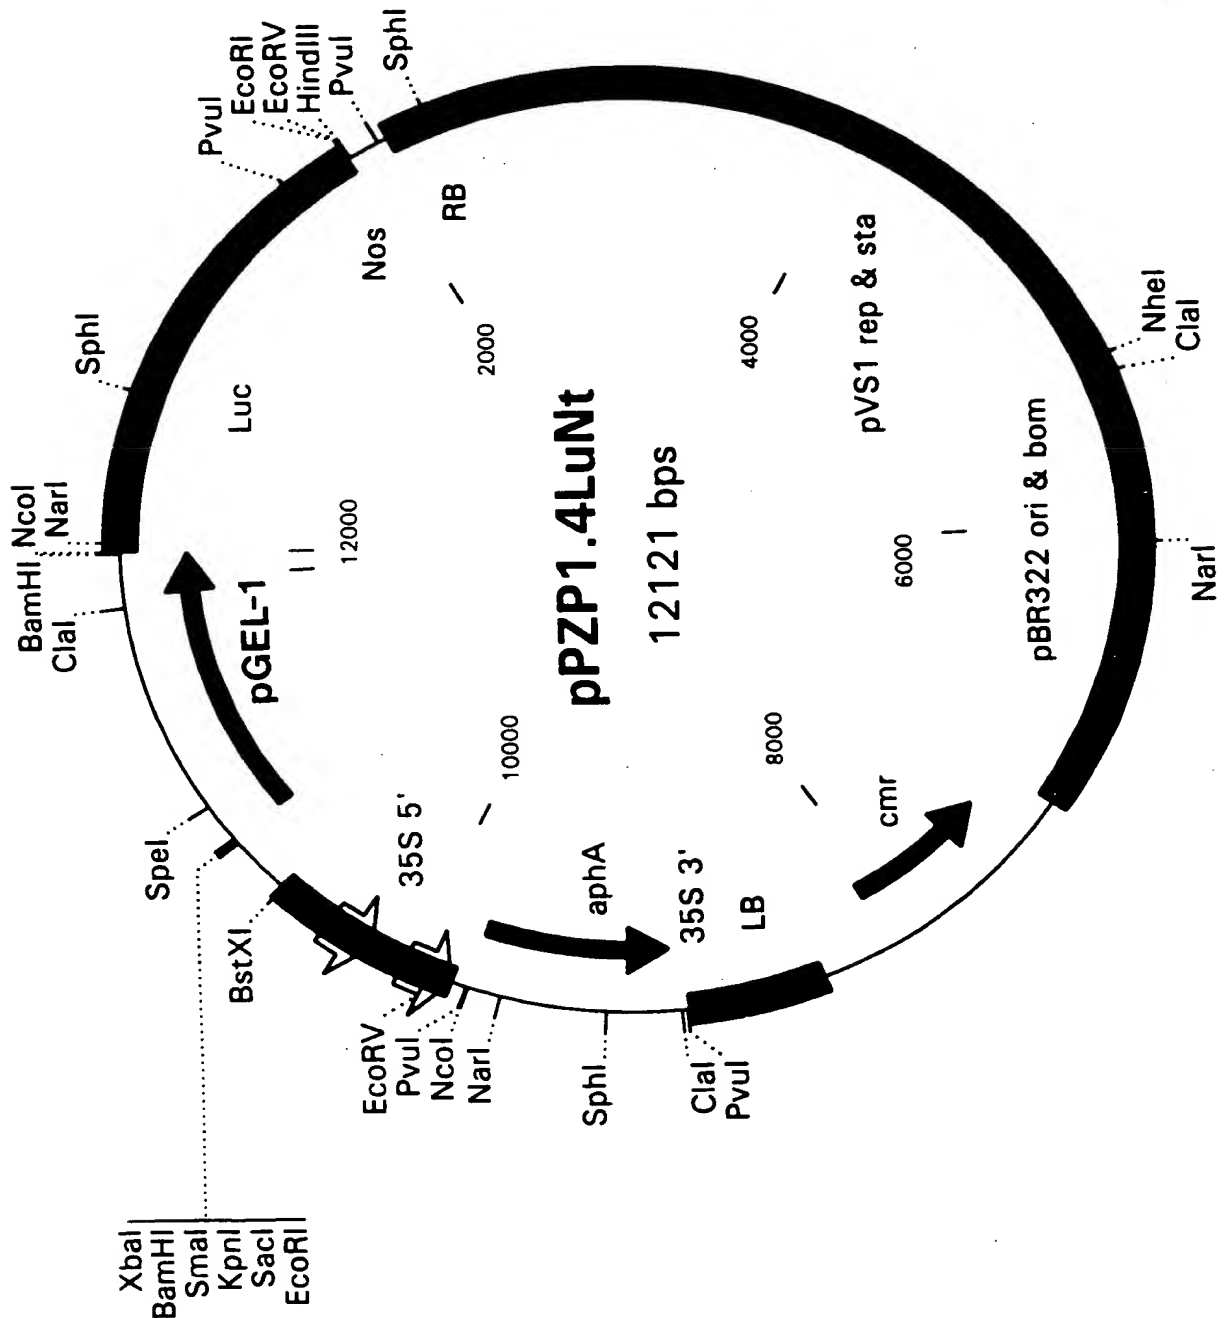 pPZP1.4LuNt
12121 bps
BamHI
NcoI
NarI
ClaI
SphI
PvuI
EcoRI
EcoRV
HindIII
PvuI
SphI
NheI
ClaI
NarI
PvuI
ClaI
SphI
NarI
NcoI
PvuI
EcoRV
BstXI
XbaI
BamHI
SmaI
KpnI
SacI
EcoRI
SpeI
pGEL-1
Luc
Nos
RB
pVS1 rep & sta
pBR322 ori & bom
cmr
LB
35S 3'
aphA
35S 5'
2000
4000
6000
8000
10000
12000